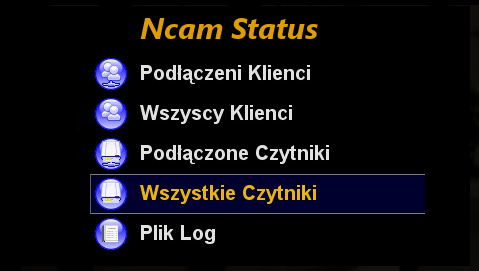 Ncam Status
Podłączeni Klienci
Wszyscy Klienci
Podłączone Czytniki
Wszystkie Czytniki
Plik Log